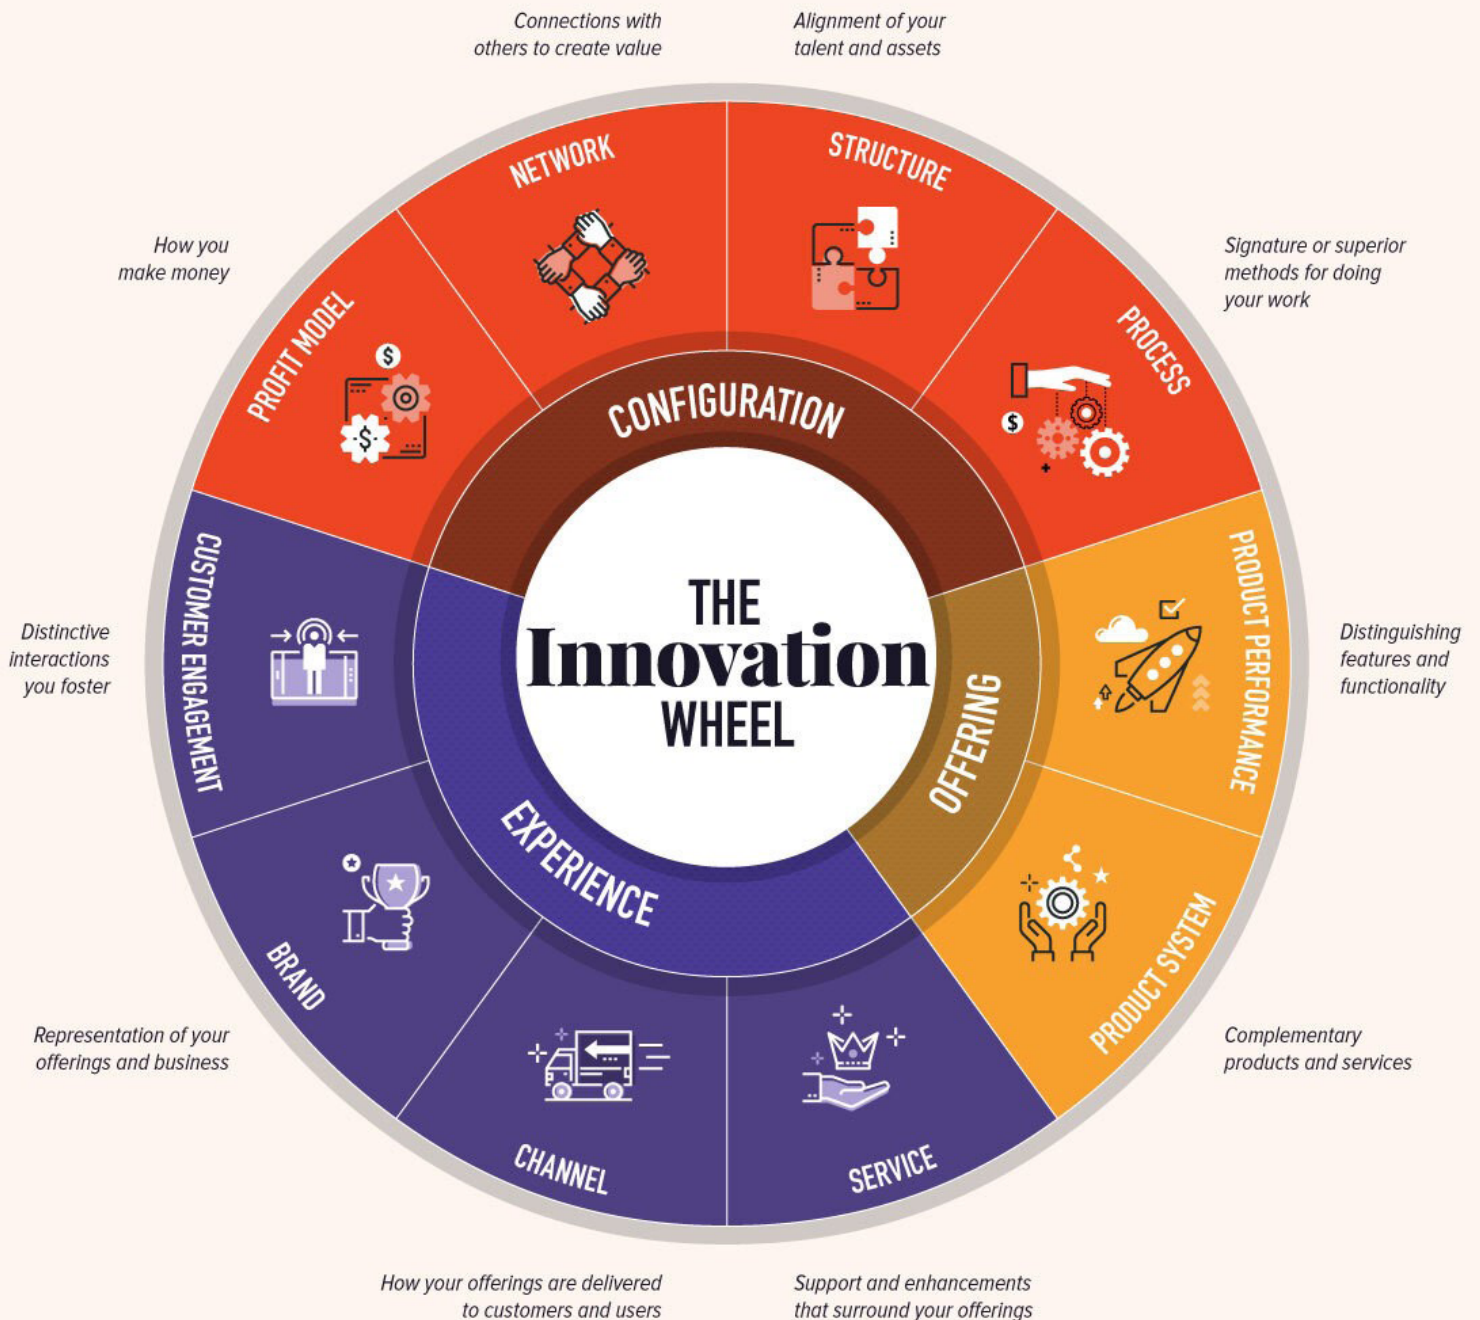 Connections with
others to create value
Alignment of your
talent and assets
NETWORK
STRUCTURE
How you
make money
Signature or superior
methods for doing
your work
PROFIT MODEL
$
$
PROCESS
$
CONFIGURATION
CUSTOMER ENGAGEMENT
PRODUCT PERFORMANCE
THE
Innovation
WHEEL
Distinctive
interactions
you foster
Distinguishing
features and
functionality
OFFERING
EXPERIENCE
BRAND
PRODUCT SYSTEM
Representation of your
offerings and business
Complementary
products and services
CHANNEL
SERVICE
How your offerings are delivered
to customers and users
Support and enhancements
that surround your offerings